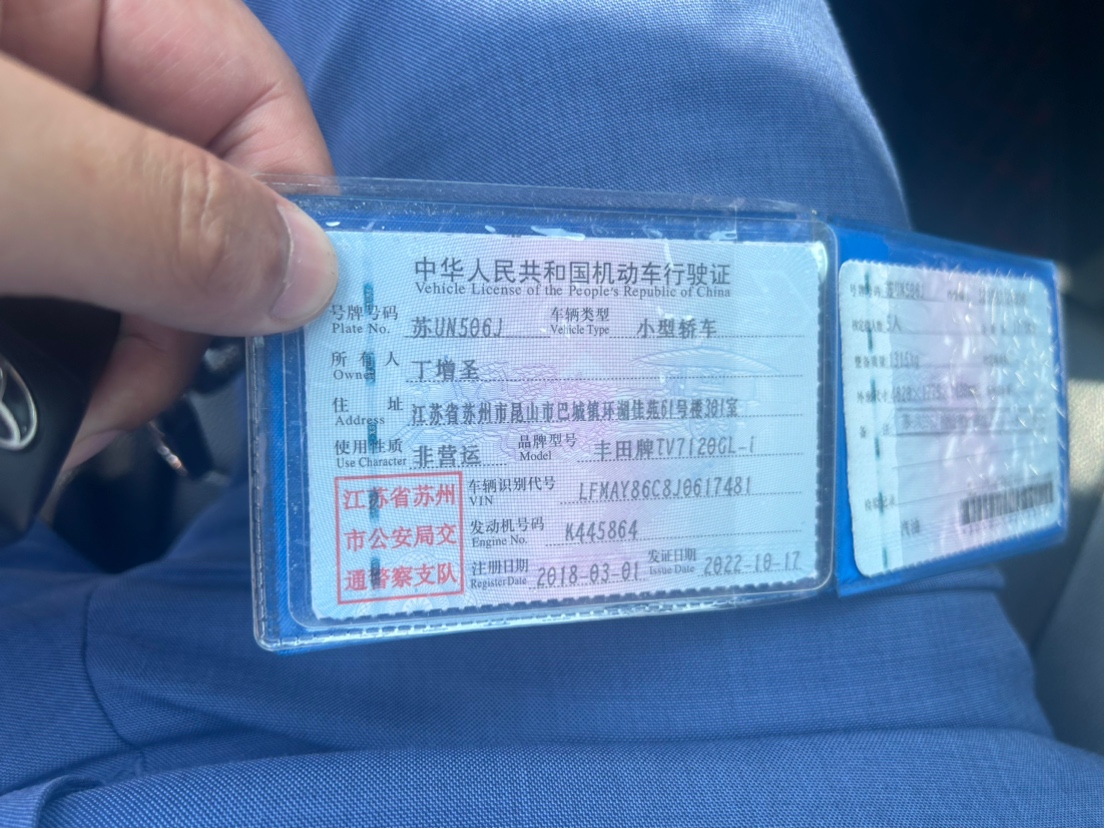 中华人民共和国机动车行驶证
Vehicle License of the People's Republic of China
号牌号码 苏UN506J 车辆类型 小型轿车
Plate No. Vehicle Type
所有人 丁增圣
Owner
住址 江苏省苏州市昆山市巴城镇环湖佳苑61号楼301室
Address
使用性质 非营运 品牌型号 丰田牌TV7120GL-i
Use Character Model
江苏省苏州
市公安局交
通警察支队
车辆识别代号 LFMAY86C8J0617481
VIN
发动机号码 K445864
Engine No.
注册日期 2018-03-01 发证日期 2022-10-17
Register Date Issue Date
5人
1316kg
汽油